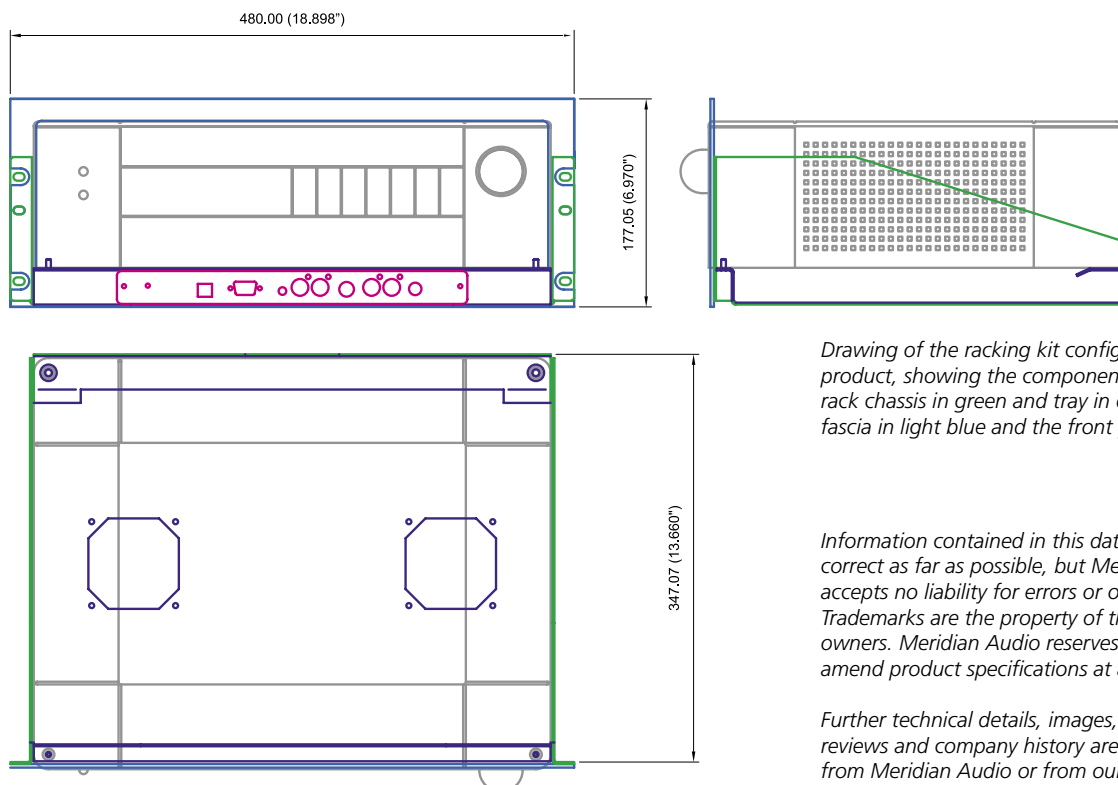 480.00 (18.898")
177.05 (6.970")
347.07 (13.660")
Drawing of the racking kit config
product, showing the component
rack chassis in green and tray in
fascia in light blue and the front
Information contained in this dat
correct as far as possible, but Me
accepts no liability for errors or o
Trademarks are the property of t
owners. Meridian Audio reserves
amend product specifications at
Further technical details, images,
reviews and company history are
from Meridian Audio or from our